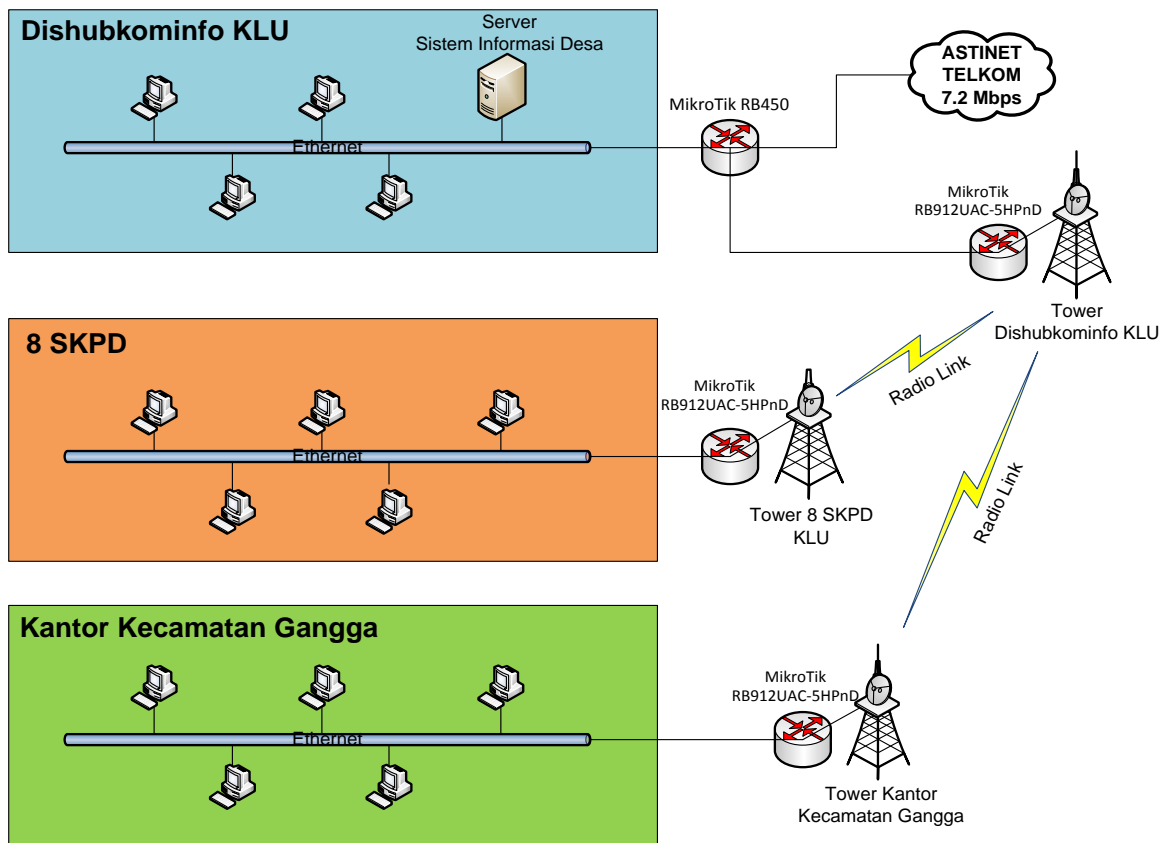 Dishubkominfo KLU
Server
Sistem Informasi Desa
Ethernet
MikroTik RB450
ASTINET
TELKOM
7.2 Mbps
MikroTik
RB912UAC-5HPnD
Tower
Dishubkominfo KLU
8 SKPD
Ethernet
MikroTik
RB912UAC-5HPnD
Radio Link
Tower 8 SKPD
KLU
Radio Link
Kantor Kecamatan Gangga
Ethernet
MikroTik
RB912UAC-5HPnD
Tower Kantor
Kecamatan Gangga